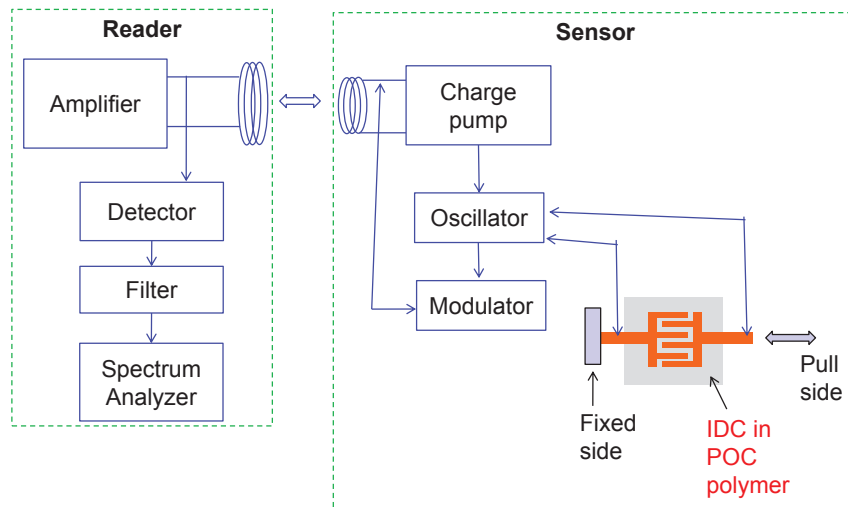 Reader
Amplifier
Detector
Filter
Spectrum
Analyzer
Sensor
Charge
pump
Oscillator
Modulator
Fixed
side
IDC in
POC
polymer
Pull
side